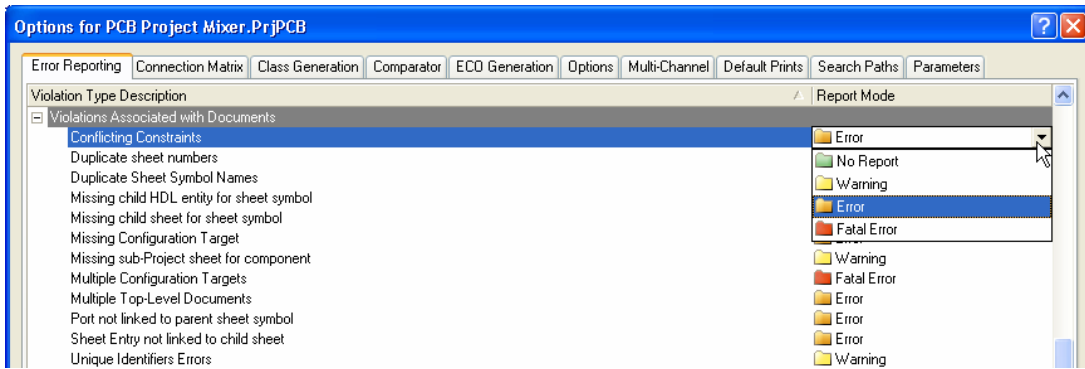 Options for PCB Project Mixer.PrjPCB
Error Reporting Connection Matrix Class Generation Comparator ECO Generation Options Multi-Channel Default Prints Search Paths Parameters
Violation Type Description Report Mode
Violations Associated with Documents
Conflicting Constraints Error
Duplicate sheet numbers No Report
Duplicate Sheet Symbol Names Warning
Missing child HDL entity for sheet symbol Error
Missing child sheet for sheet symbol Fatal Error
Missing Configuration Target
Missing sub-Project sheet for component Warning
Multiple Configuration Targets Fatal Error
Multiple Top-Level Documents Error
Port not linked to parent sheet symbol Error
Sheet Entry not linked to child sheet Error
Unique Identifiers Errors Warning